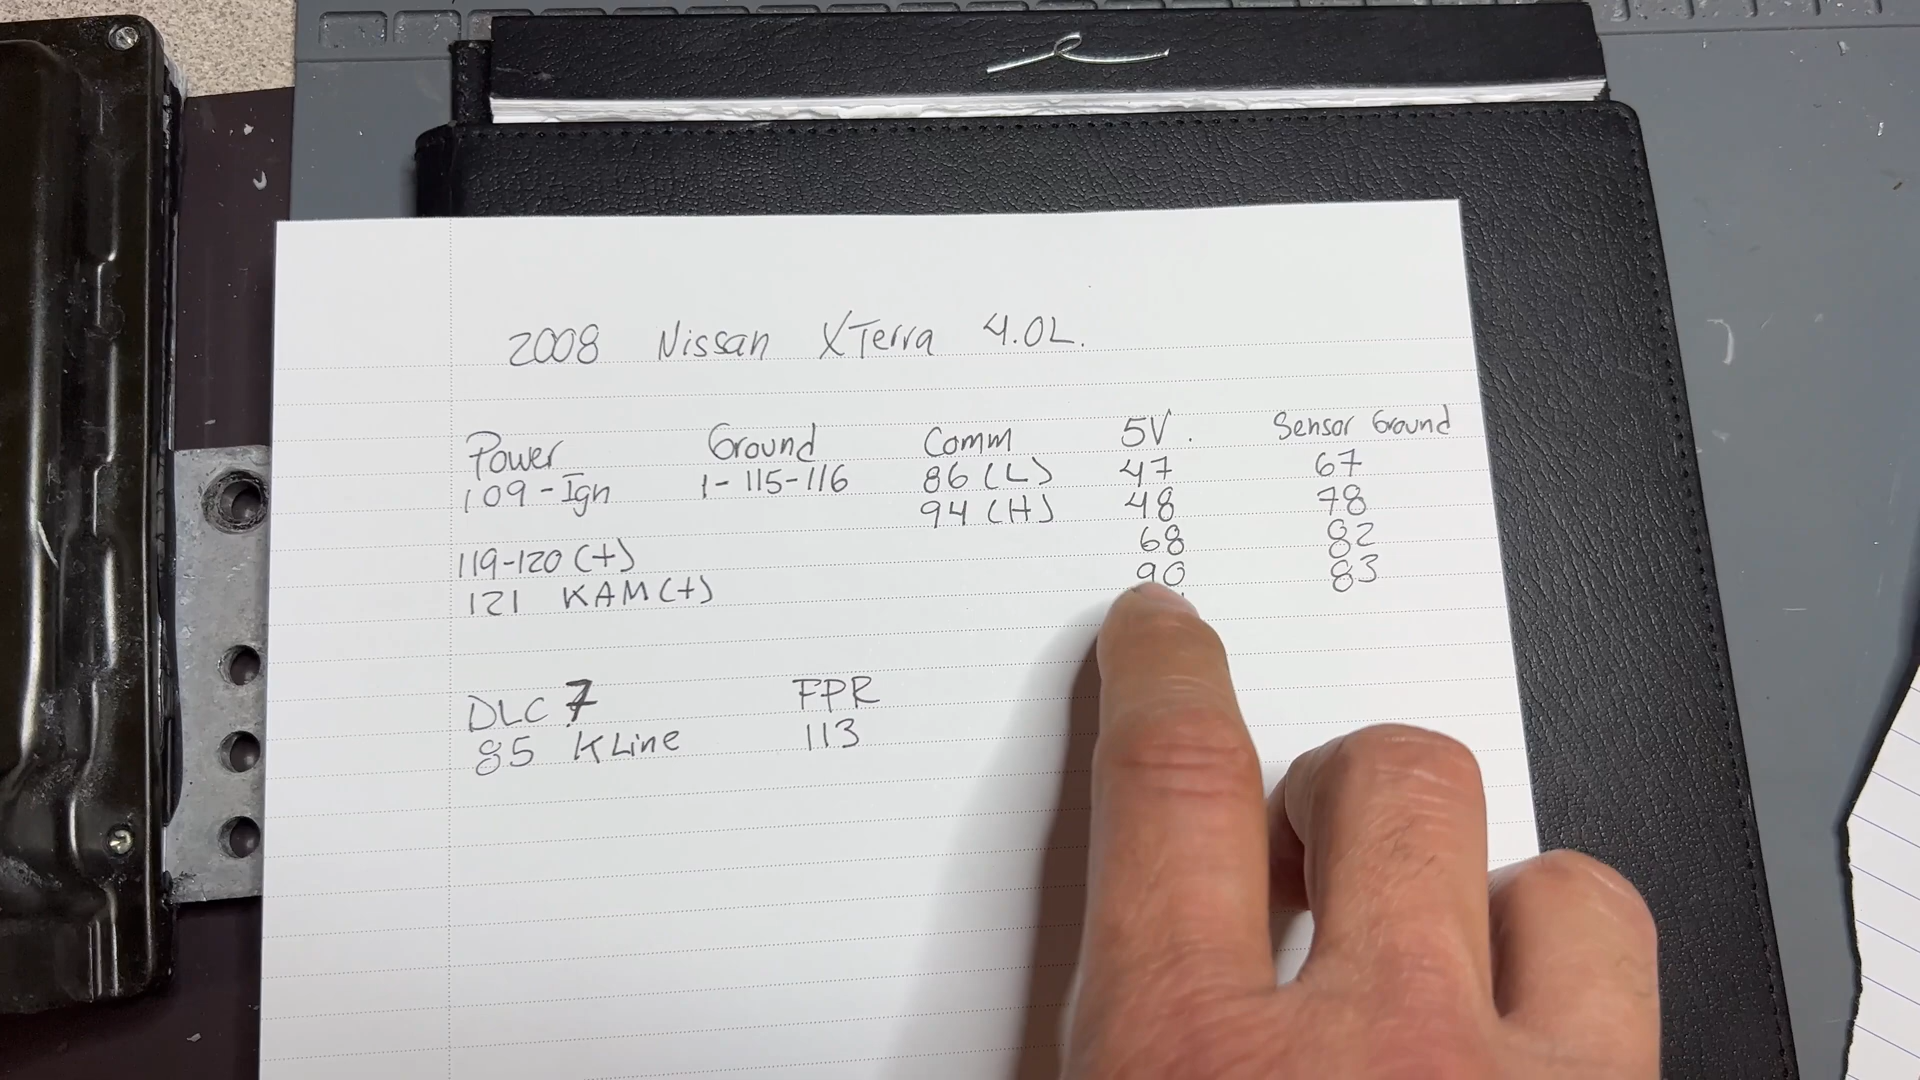 2008 Nissan XTerra 4.0L.
Power Ground Comm 5V. Sensor Ground
109-Ign 1-115-116 86 (L) 47 67
94 (H) 48 78
119-120 (+) 68 82
121 KAM (+) 90 83
DLC 7 FPR
85 KLine 113